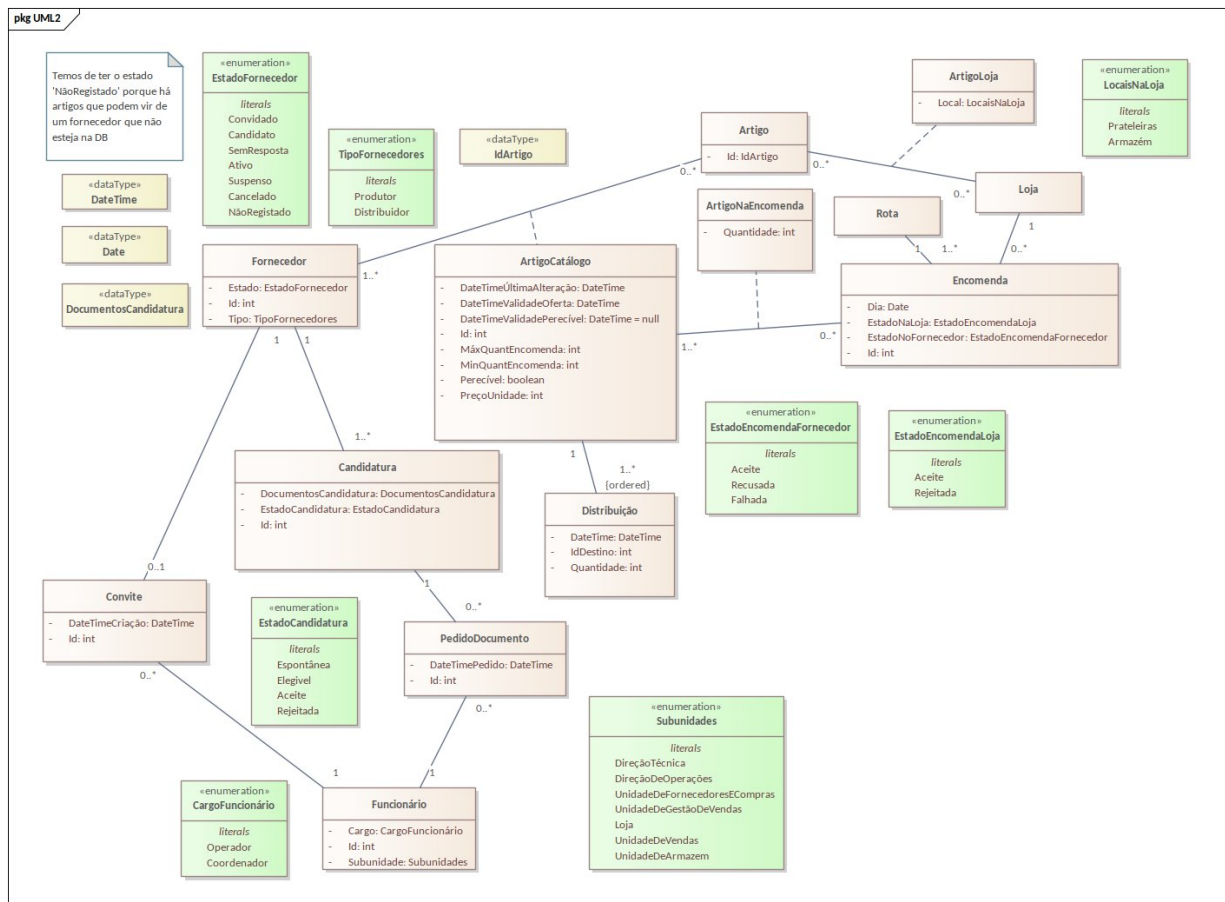 pkg UML2
Temos de ter o estado
'NãoRegistado' porque há
artigos que podem vir de
um fornecedor que não
esteja na DB
«enumeration»
EstadoFornecedor
literals
Convidado
Candidato
SemResposta
Ativo
Suspenso
Cancelado
NãoRegistado
«enumeration»
TipoFornecedores
literals
Produtor
Distribuidor
«dataType»
IdArtigo
Artigo
- Id: IdArtigo
0..*
0..*
ArtigoLoja
- Local: LocaisNaLoja
«enumeration»
LocaisNaLoja
literals
Prateleiras
Armazém
«dataType»
DateTime
«dataType»
Date
«dataType»
DocumentosCandidatura
ArtigoNaEncomenda
- Quantidade: int
Rota
0..*
Loja
1
1
1..*
0..*
Fornecedor
- Estado: EstadoFornecedor
- Id: int
- Tipo: TipoFornecedores
1..*
1
1
ArtigoCatálogo
- DateTimeÚltimaAlteração: DateTime
- DateTimeValidadeOferta: DateTime
- DateTimeValidadePerecível: DateTime = null
- Id: int
- MáxQuantEncomenda: int
- MinQuantEncomenda: int
- Perecível: boolean
- PreçoUnidade: int
1..*
0..*
Encomenda
- Dia: Date
- EstadoNaLoja: EstadoEncomendaLoja
- EstadoNoFornecedor: EstadoEncomendaFornecedor
- Id: int
«enumeration»
EstadoEncomendaFornecedor
literals
Aceite
Recusada
Falhada
«enumeration»
EstadoEncomendaLoja
literals
Aceite
Rejeitada
1..*
Candidatura
- DocumentosCandidatura: DocumentosCandidatura
- EstadoCandidatura: EstadoCandidatura
- Id: int
1
1..*
{ordered}
Distribuição
- DateTime: DateTime
- IdDestino: int
- Quantidade: int
0..1
Convite
- DateTimeCriação: DateTime
- Id: int
0..*
«enumeration»
EstadoCandidatura
literals
Espontânea
Elegivel
Aceite
Rejeitada
1
0..*
PedidoDocumento
- DateTimePedido: DateTime
- Id: int
0..*
«enumeration»
Subunidades
literals
DireçãoTécnica
DireçãoDeOperações
UnidadeDeFornecedoresECompras
UnidadeDeGestãoDeVendas
Loja
UnidadeDeVendas
UnidadeDeArmazem
«enumeration»
CargoFuncionário
literals
Operador
Coordenador
1
1
Funcionário
- Cargo: CargoFuncionário
- Id: int
- Subunidade: Subunidades